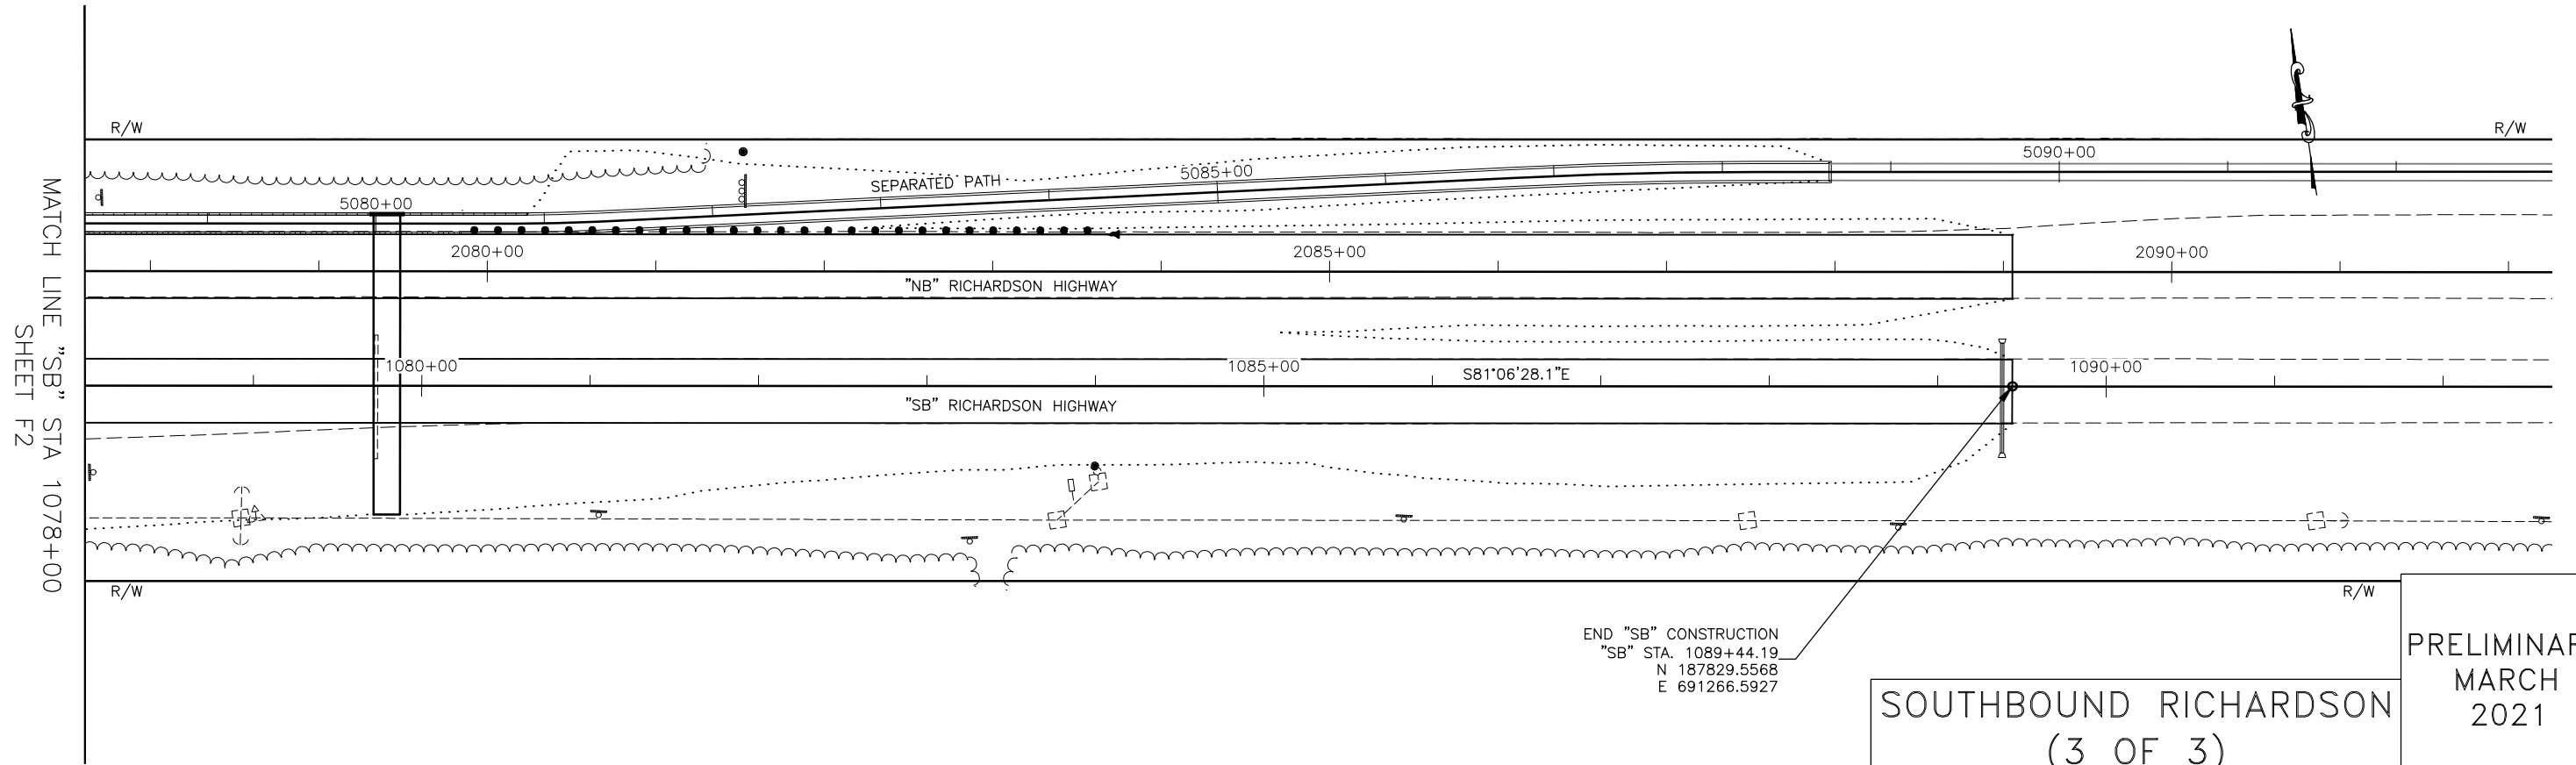 R/W
R/W
5090+00
5085+00
SEPARATED PATH
5080+00
2080+00
2085+00
2090+00
"NB" RICHARDSON HIGHWAY
1080+00
1085+00
1090+00
S81°06'28.1"E
"SB" RICHARDSON HIGHWAY
MATCH LINE "SB" STA 1078+00
SHEET F2
R/W
R/W
END "SB" CONSTRUCTION
"SB" STA. 1089+44.19
N 187829.5568
E 691266.5927
SOUTHBOUND RICHARDSON
(3 OF 3)
MARCH
2021